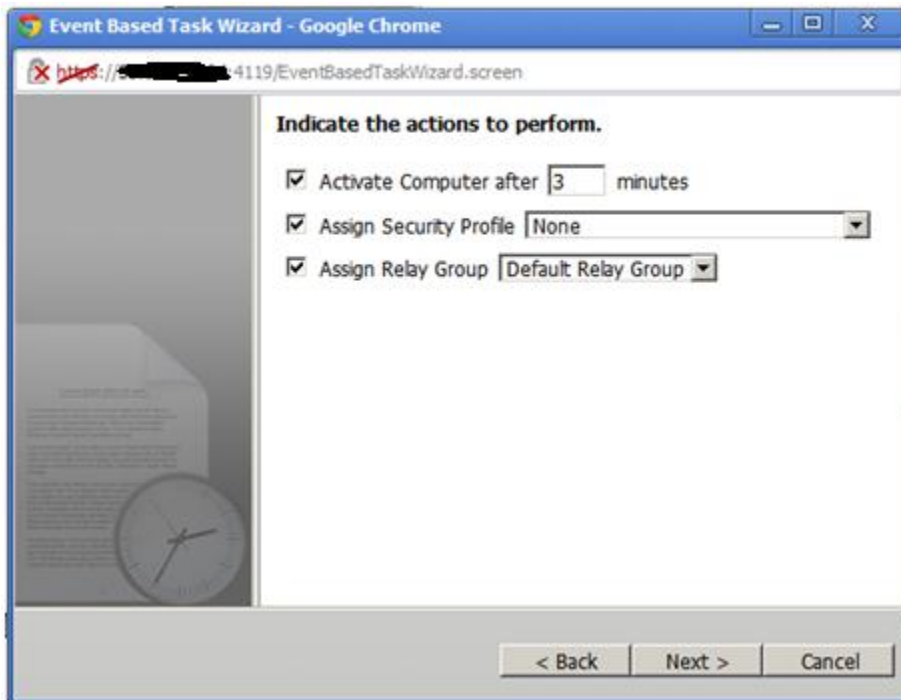 Event Based Task Wizard - Google Chrome
https:// :4119/EventBasedTaskWizard.screen
Indicate the actions to perform.
Activate Computer after 3 minutes
Assign Security Profile None
Assign Relay Group Default Relay Group
< Back Next > Cancel